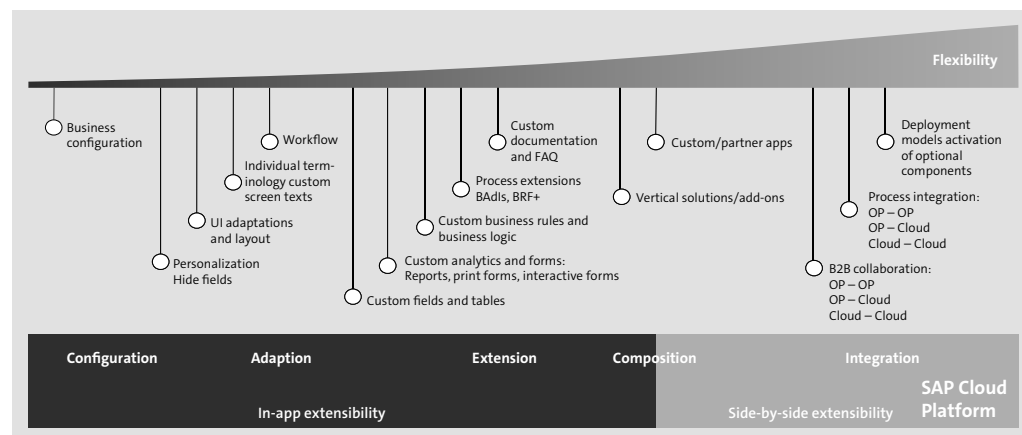 Flexibility
Business
configuration
Personalization
Hide fields
UI adaptations
and layout
Individual term-
inology custom
screen texts
Workflow
Custom fields and tables
Custom analytics and forms:
Reports, print forms, interactive forms
Custom business rules and
business logic
Process extensions
BAdIs, BRF+
Custom
documentation
and FAQ
Vertical solutions/add-ons
Custom/partner apps
B2B collaboration:
OP – OP
OP – Cloud
Cloud – Cloud
Process integration:
OP – OP
OP – Cloud
Cloud – Cloud
Deployment
models activation
of optional
components
Configuration
Adaption
Extension
Composition
Integration
In-app extensibility
Side-by-side extensibility
SAP Cloud
Platform